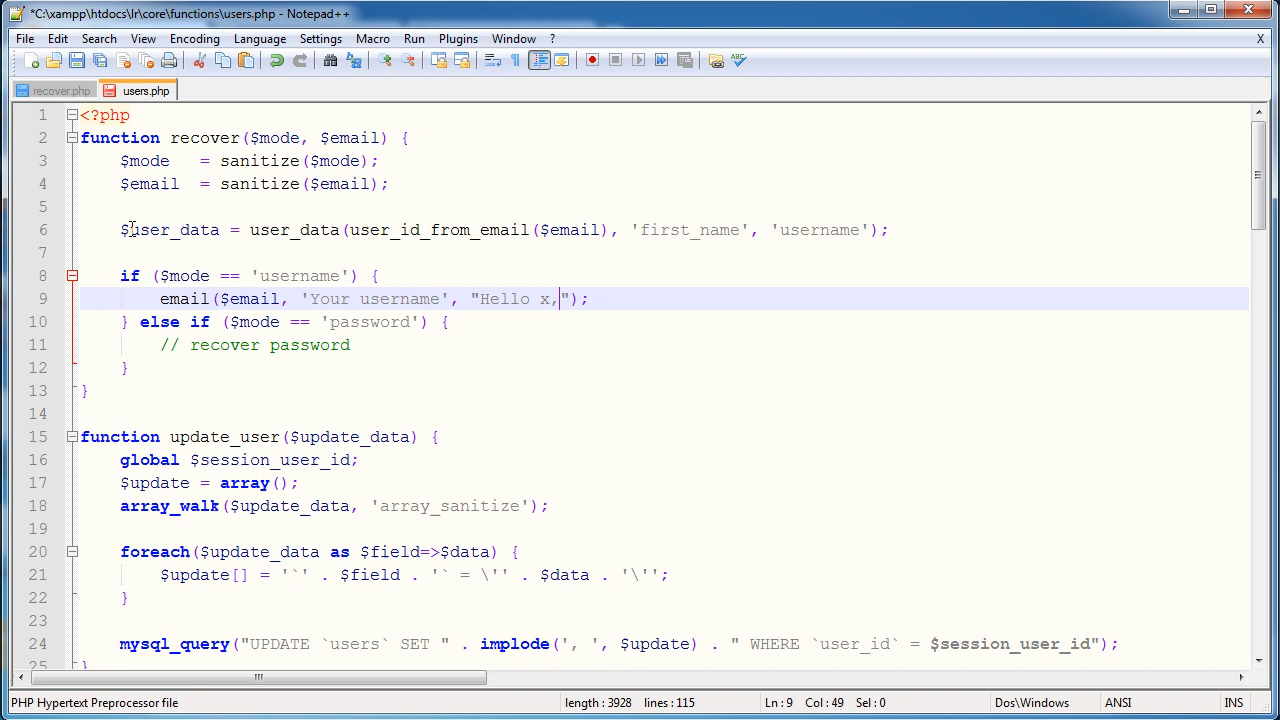 *C:\xampp\htdocs\lr\core\functions\users.php - Notepad++
File Edit Search View Encoding Language Settings Macro Run Plugins Window ? X
recover.php users.php
1 <?php
2 function recover($mode, $email) {
3 $mode = sanitize($mode);
4 $email = sanitize($email);
5
6 $user_data = user_data(user_id_from_email($email), 'first_name', 'username');
7
8 if ($mode == 'username') {
9 email($email, 'Your username', "Hello x,");
10 } else if ($mode == 'password') {
11 // recover password
12 }
13 }
14
15 function update_user($update_data) {
16 global $session_user_id;
17 $update = array();
18 array_walk($update_data, 'array_sanitize');
19
20 foreach($update_data as $field=>$data) {
21 $update[] = '`' . $field . '` = \'' . $data . '\'';
22 }
23
24 mysql_query("UPDATE `users` SET " . implode(', ', $update) . " WHERE `user_id` = $session_user_id");
25 }
PHP Hypertext Preprocessor file length : 3928 lines : 115 Ln : 9 Col : 49 Sel : 0 Dos\Windows ANSI INS